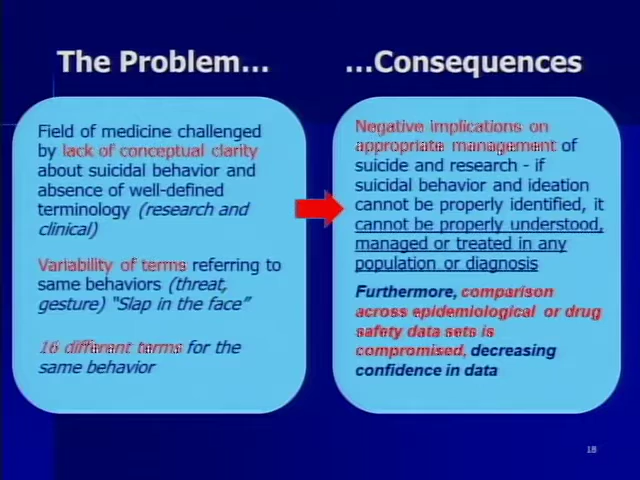 The Problem…
…Consequences
Field of medicine challenged
by lack of conceptual clarity
about suicidal behavior and
absence of well-defined
terminology (research and
clinical)
Variability of terms referring to
same behaviors (threat,
gesture) “Slap in the face”
16 different terms for the
same behavior
Negative implications on
appropriate management of
suicide and research - if
suicidal behavior and ideation
cannot be properly identified, it
cannot be properly understood,
managed or treated in any
population or diagnosis
Furthermore, comparison
across epidemiological or drug
safety data sets is
compromised, decreasing
confidence in data
18